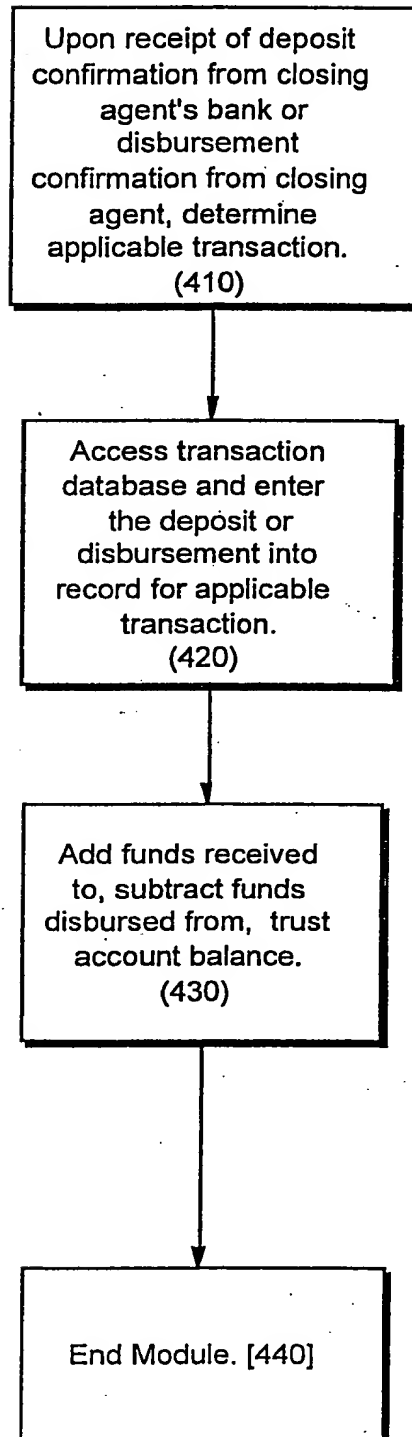 Upon receipt of deposit
confirmation from closing
agent's bank or
disbursement
confirmation from closing
agent, determine
applicable transaction.
(410)
Access transaction
database and enter
the deposit or
disbursement into
record for applicable
transaction.
(420)
Add funds received
to, subtract funds
disbursed from, trust
account balance.
(430)
End Module. [440]